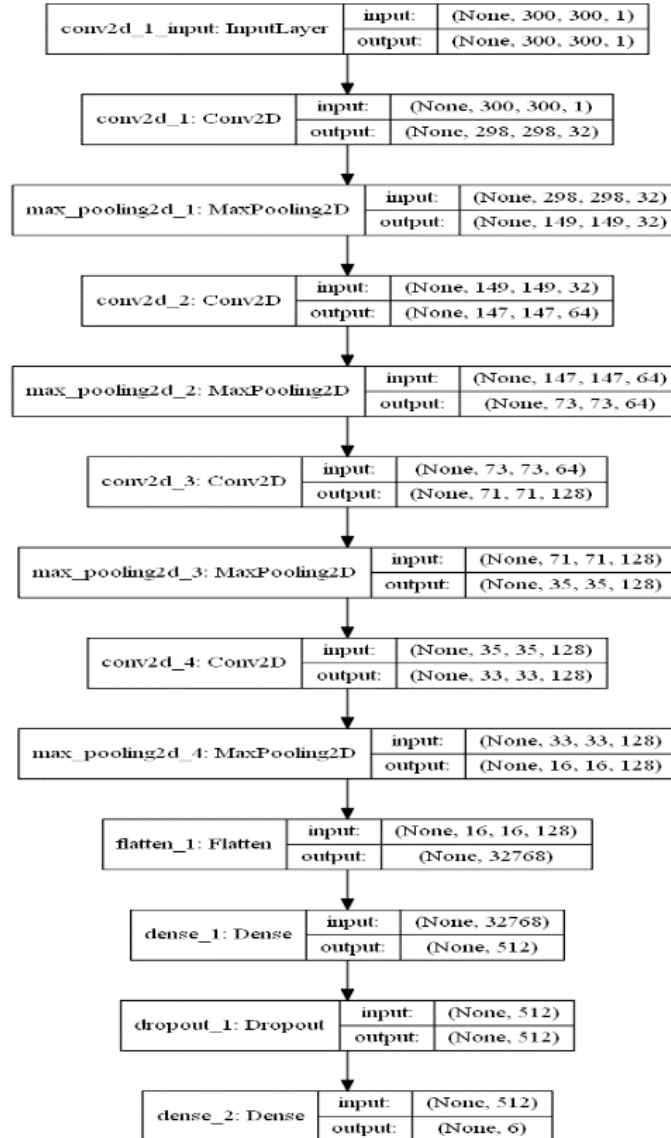 conv2d_1_input: InputLayer
input: (None, 300, 300, 1)
output: (None, 300, 300, 1)
conv2d_1: Conv2D
input: (None, 300, 300, 1)
output: (None, 298, 298, 32)
max_pooling2d_1: MaxPooling2D
input: (None, 298, 298, 32)
output: (None, 149, 149, 32)
conv2d_2: Conv2D
input: (None, 149, 149, 32)
output: (None, 147, 147, 64)
max_pooling2d_2: MaxPooling2D
input: (None, 147, 147, 64)
output: (None, 73, 73, 64)
conv2d_3: Conv2D
input: (None, 73, 73, 64)
output: (None, 71, 71, 128)
max_pooling2d_3: MaxPooling2D
input: (None, 71, 71, 128)
output: (None, 35, 35, 128)
conv2d_4: Conv2D
input: (None, 35, 35, 128)
output: (None, 33, 33, 128)
max_pooling2d_4: MaxPooling2D
input: (None, 33, 33, 128)
output: (None, 16, 16, 128)
flatten_1: Flatten
input: (None, 16, 16, 128)
output: (None, 32768)
dense_1: Dense
input: (None, 32768)
output: (None, 512)
dropout_1: Dropout
input: (None, 512)
output: (None, 512)
dense_2: Dense
input: (None, 512)
output: (None, 6)